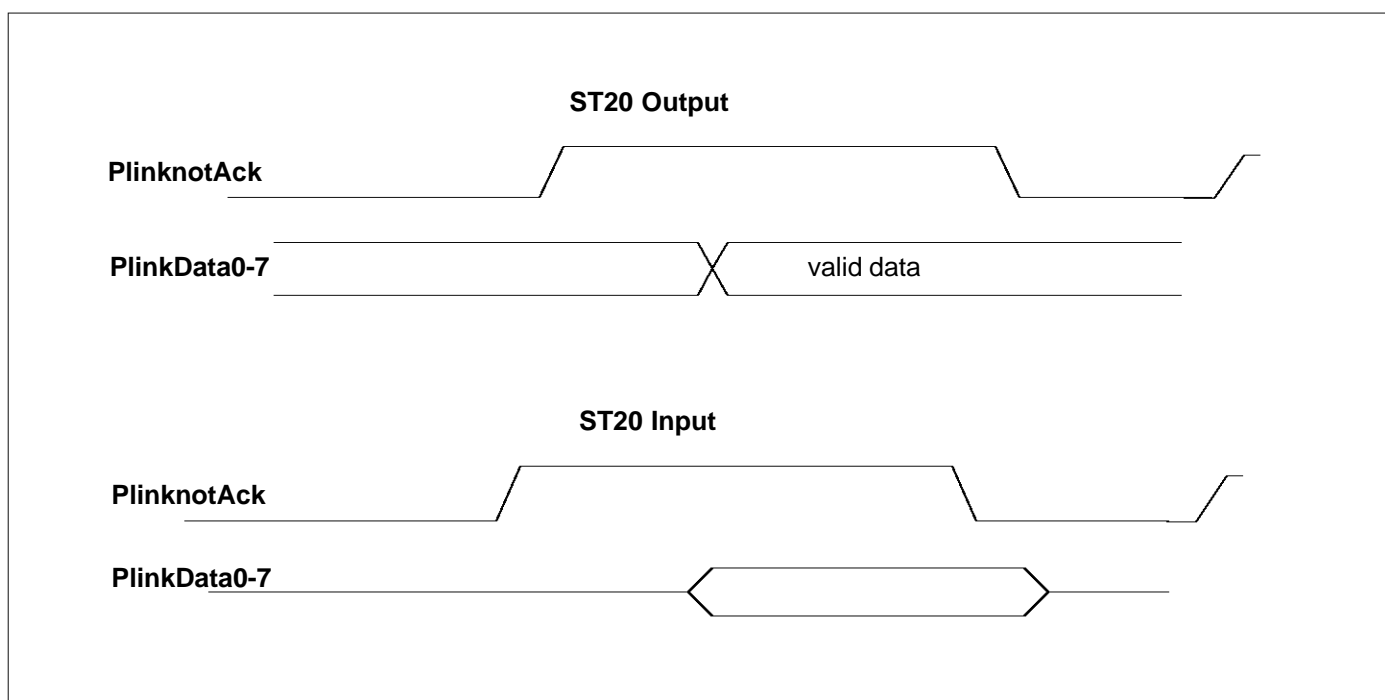 ST20 Output
PlinknotAck
PlinkData0-7
valid data
ST20 Input
PlinknotAck
PlinkData0-7